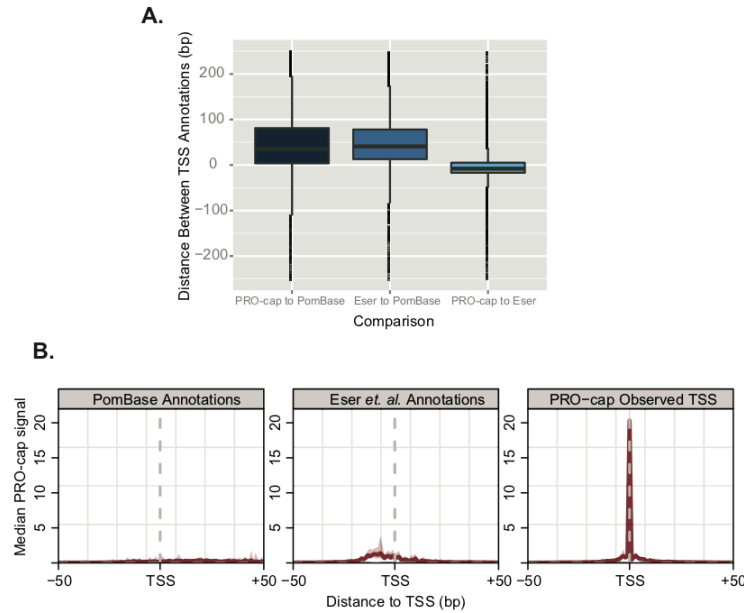 A.
Distance Between TSS Annotations (bp)
200
100
0
−100
−200
PRO-cap to PomBase
Eser to PomBase
PRO-cap to Eser
Comparison
B.
PomBase Annotations
Eser et. al. Annotations
PRO−cap Observed TSS
Median PRO-cap signal
20
15
10
5
20
15
10
5
20
15
10
5
−50
TSS
+50
−50
TSS
+50
−50
TSS
+50
Distance to TSS (bp)